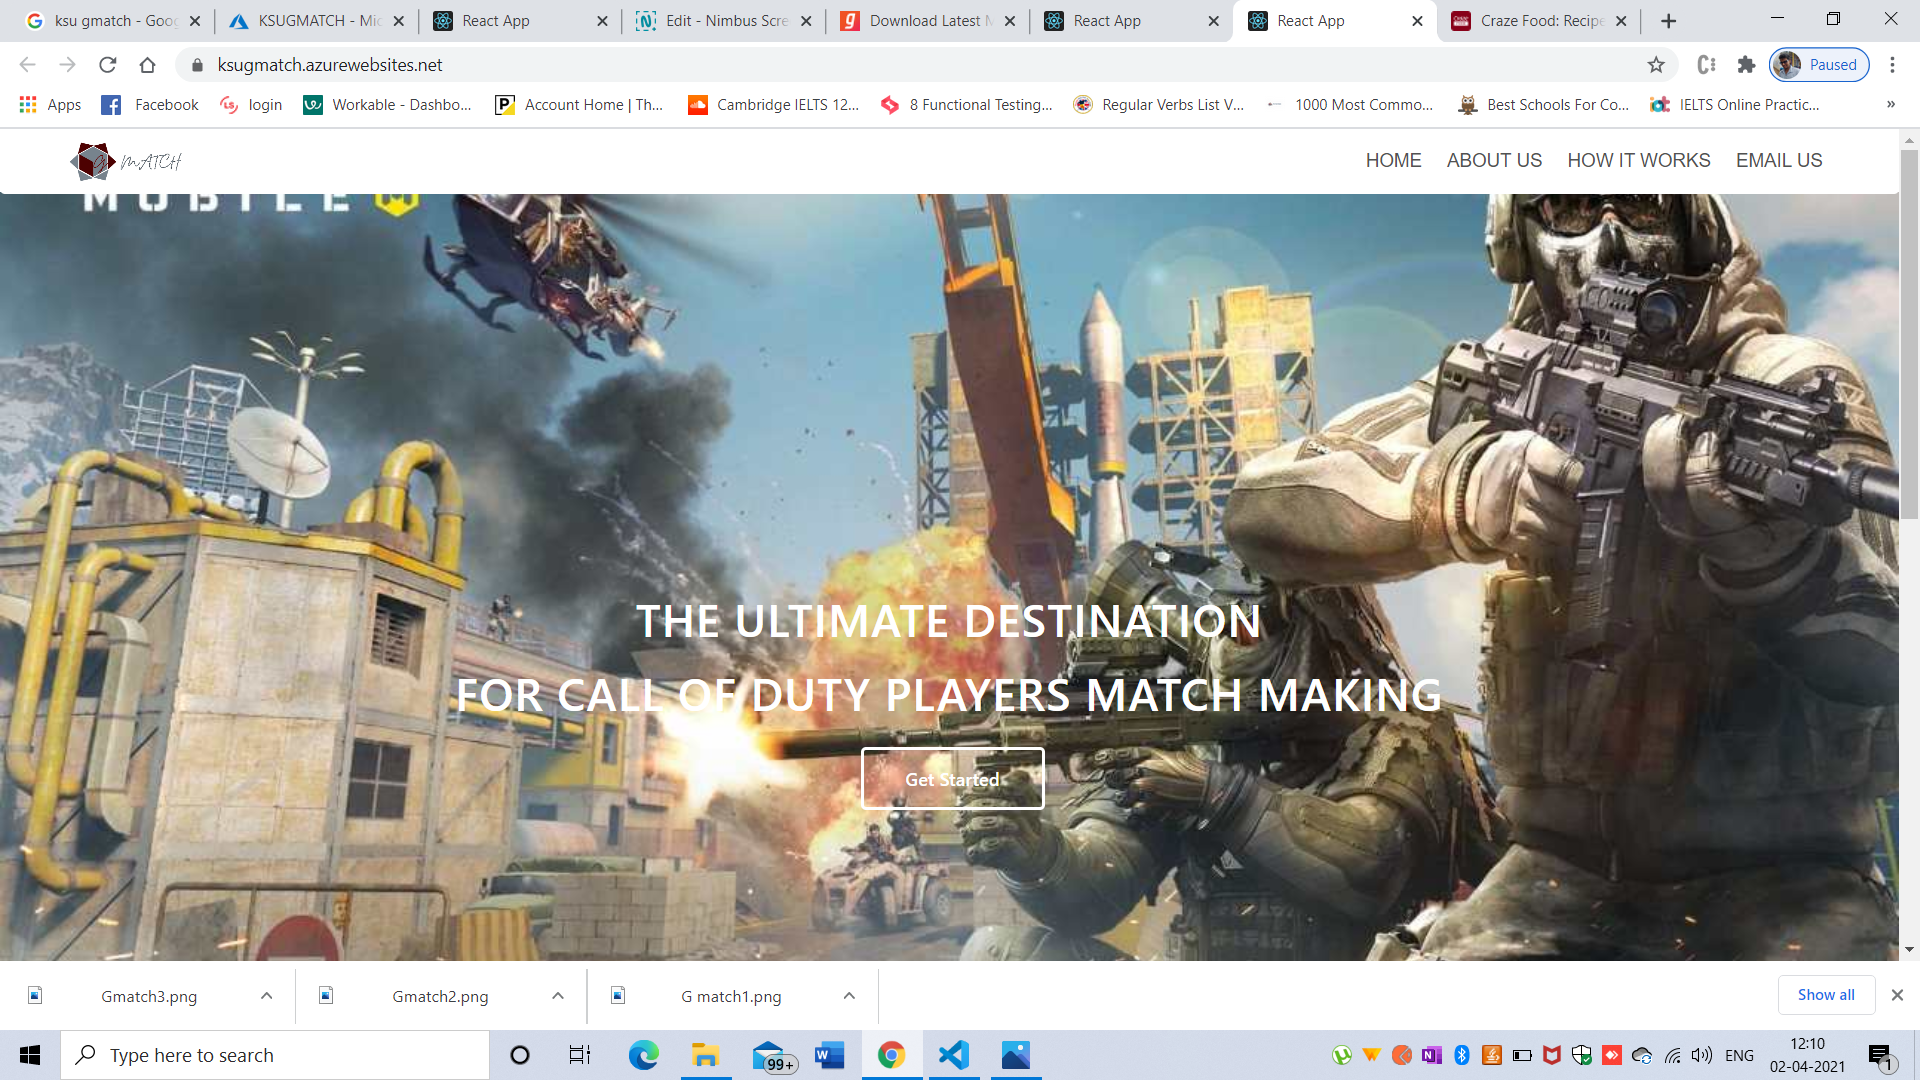 ksu gmatch - Goog
KSUGMATCH - Mic
React App
Edit - Nimbus Scre
Download Latest M
React App
React App
Craze Food: Recipe
ksugmatch.azurewebsites.net
Paused
Apps
Facebook
login
Workable - Dashbo...
Account Home | Th...
Cambridge IELTS 12...
8 Functional Testing...
Regular Verbs List V...
1000 Most Commo...
Best Schools For Co...
IELTS Online Practic...
»
G MATCH
HOME
ABOUT US
HOW IT WORKS
EMAIL US
MOBILE
THE ULTIMATE DESTINATION
FOR CALL OF DUTY PLAYERS MATCH MAKING
Get Started
Gmatch3.png
Gmatch2.png
G match1.png
Show all
Type here to search
99+
ENG
12:10
02-04-2021
1